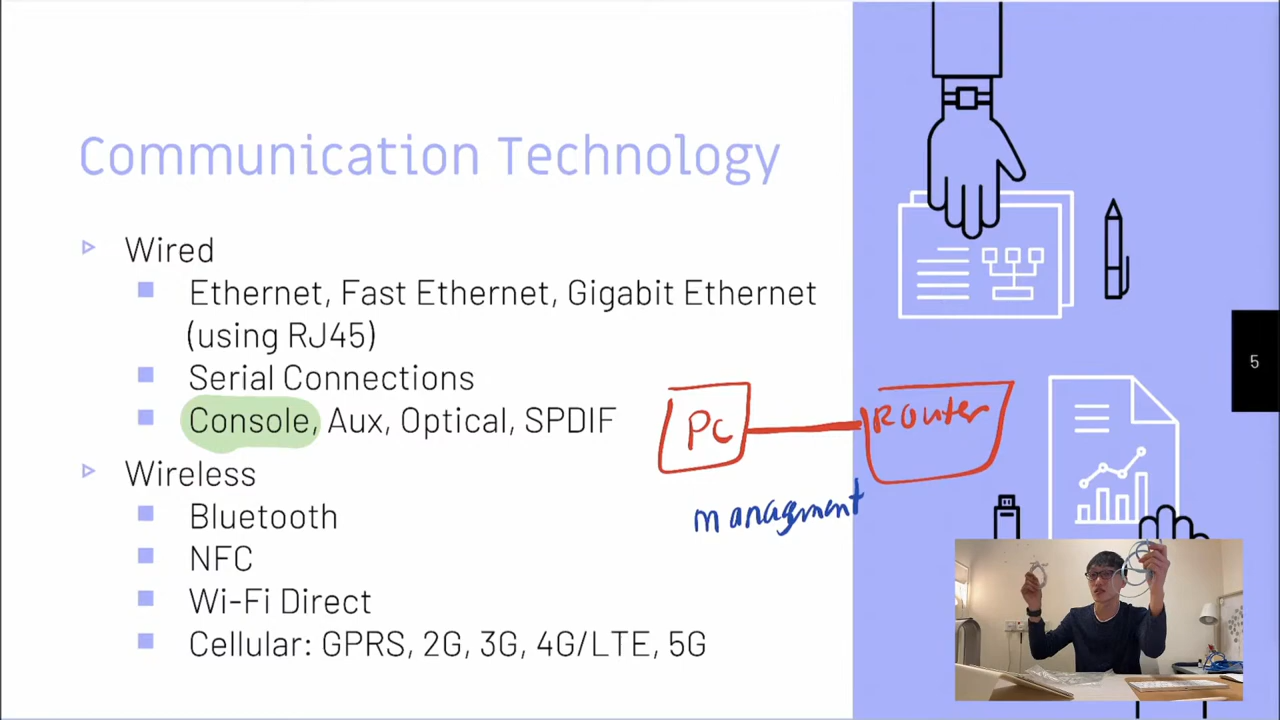 Communication Technology
Wired
Ethernet, Fast Ethernet, Gigabit Ethernet
(using RJ45)
Serial Connections
Console, Aux, Optical, SPDIF
Wireless
Bluetooth
NFC
Wi-Fi Direct
Cellular: GPRS, 2G, 3G, 4G/LTE, 5G
PC
Router
managment
5